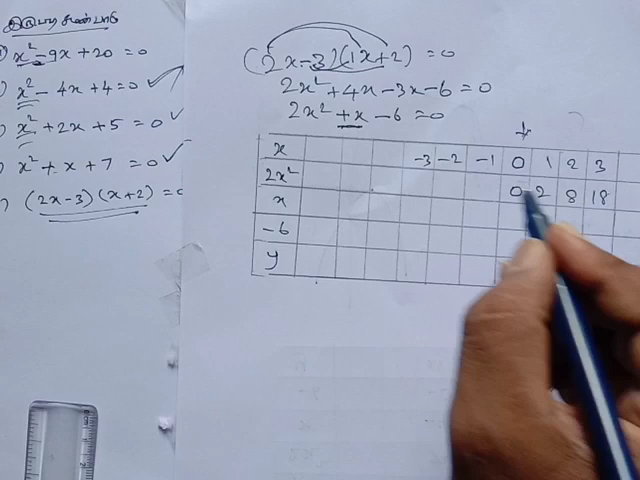 இருபடி சமன்பாடு
x² - 9x + 20 = 0
x² - 4x + 4 = 0 ✓
x² + 2x + 5 = 0 ✓
x² + x + 7 = 0 ✓
(2x-3)(x+2) = 0
(2x-3)(1x+2) = 0
2x² + 4x - 3x - 6 = 0
2x² + x - 6 = 0
x -3 -2 -1 0 1 2 3
2x² 0 2 8 18
x
-6
y